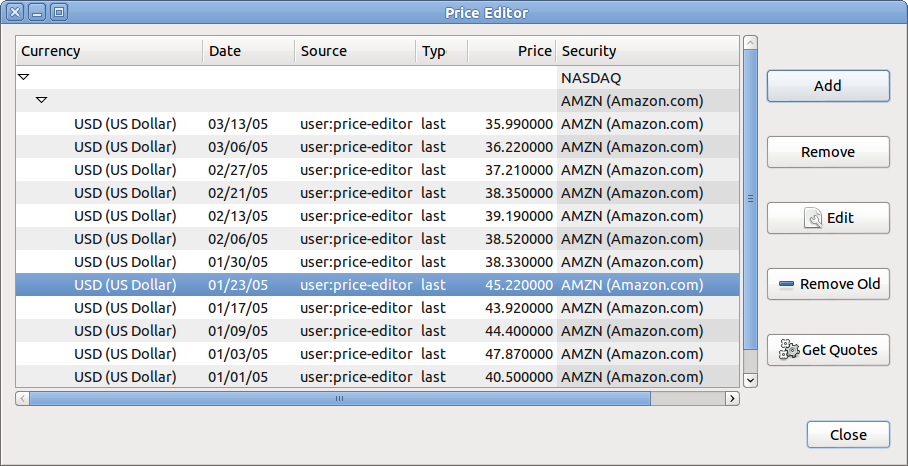 Price Editor
Currency Date Source Typ Price Security
NASDAQ
AMZN (Amazon.com)
USD (US Dollar) 03/13/05 user:price-editor last 35.990000 AMZN (Amazon.com)
USD (US Dollar) 03/06/05 user:price-editor last 36.220000 AMZN (Amazon.com)
USD (US Dollar) 02/27/05 user:price-editor last 37.210000 AMZN (Amazon.com)
USD (US Dollar) 02/21/05 user:price-editor last 38.350000 AMZN (Amazon.com)
USD (US Dollar) 02/13/05 user:price-editor last 39.190000 AMZN (Amazon.com)
USD (US Dollar) 02/06/05 user:price-editor last 38.520000 AMZN (Amazon.com)
USD (US Dollar) 01/30/05 user:price-editor last 38.330000 AMZN (Amazon.com)
USD (US Dollar) 01/23/05 user:price-editor last 45.220000 AMZN (Amazon.com)
USD (US Dollar) 01/17/05 user:price-editor last 43.920000 AMZN (Amazon.com)
USD (US Dollar) 01/09/05 user:price-editor last 44.400000 AMZN (Amazon.com)
USD (US Dollar) 01/03/05 user:price-editor last 47.870000 AMZN (Amazon.com)
USD (US Dollar) 01/01/05 user:price-editor last 40.500000 AMZN (Amazon.com)
Add
Remove
Edit
Remove Old
Get Quotes
Close